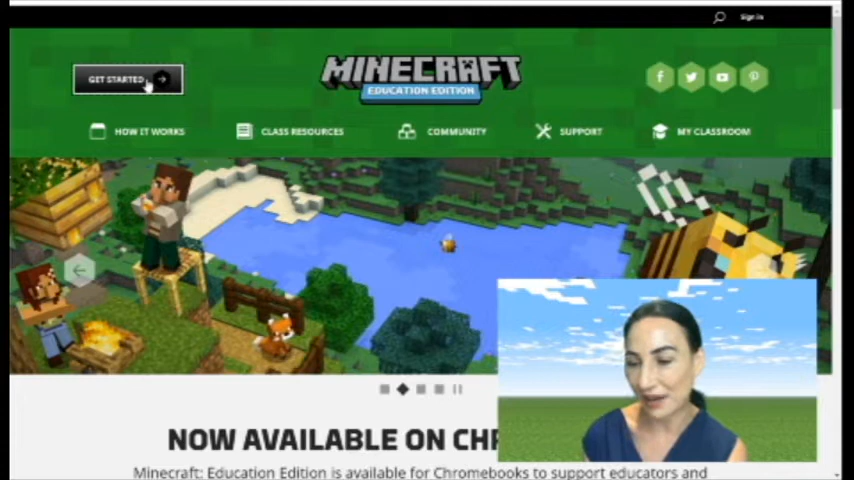 Sign in
GET STARTED
MINECRAFT
EDUCATION EDITION
HOW IT WORKS
CLASS RESOURCES
COMMUNITY
SUPPORT
MY CLASSROOM
NOW AVAILABLE ON
Minecraft: Education Edition is available for Chromebooks to support educators and